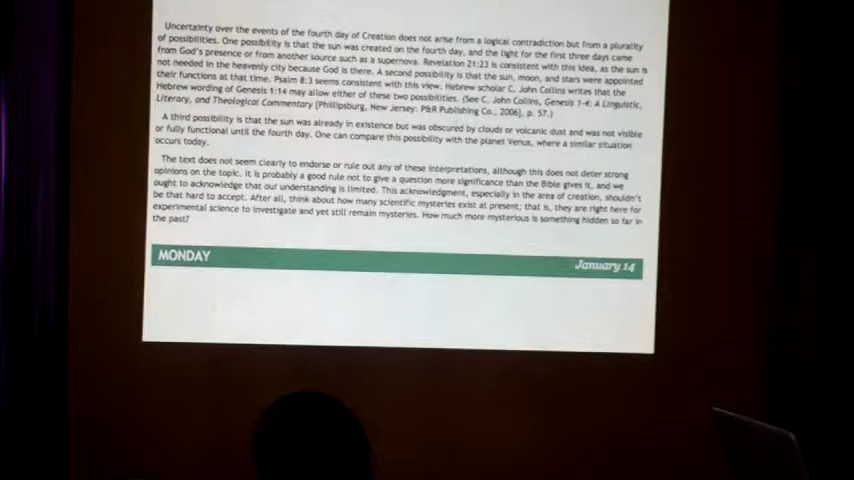 Uncertainty over the events of the fourth day of Creation does not arise from a logical contradiction but from a plurality
of possibilities. One possibility is that the sun was created on the fourth day, and the light for the first three days came
from God's presence or from another source such as a supernova. Revelation 21:23 is consistent with this idea, as the sun is
not needed in the heavenly city because God is there. A second possibility is that the sun, moon, and stars were appointed
their functions at that time. Psalm 8:3 seems consistent with this view. Hebrew scholar C. John Collins writes that the
Hebrew wording of Genesis 1:14 may allow either of these two possibilities. (See C. John Collins, Genesis 1-4: A Linguistic,
Literary, and Theological Commentary [Phillipsburg, New Jersey: P&R Publishing Co., 2006], p. 57.)
A third possibility is that the sun was already in existence but was obscured by clouds or volcanic dust and was not visible
or fully functional until the fourth day. One can compare this possibility with the planet Venus, where a similar situation
occurs today.
The text does not seem clearly to endorse or rule out any of these interpretations, although this does not deter strong
opinions on the topic. It is probably a good rule not to give a question more significance than the Bible gives it, and we
ought to acknowledge that our understanding is limited. This acknowledgment, especially in the area of creation, shouldn't
be that hard to accept. After all, think about how many scientific mysteries exist at present; that is, they are right here for
experimental science to investigate and yet still remain mysteries. How much more mysterious is something hidden so far in
the past?
MONDAY
January 14